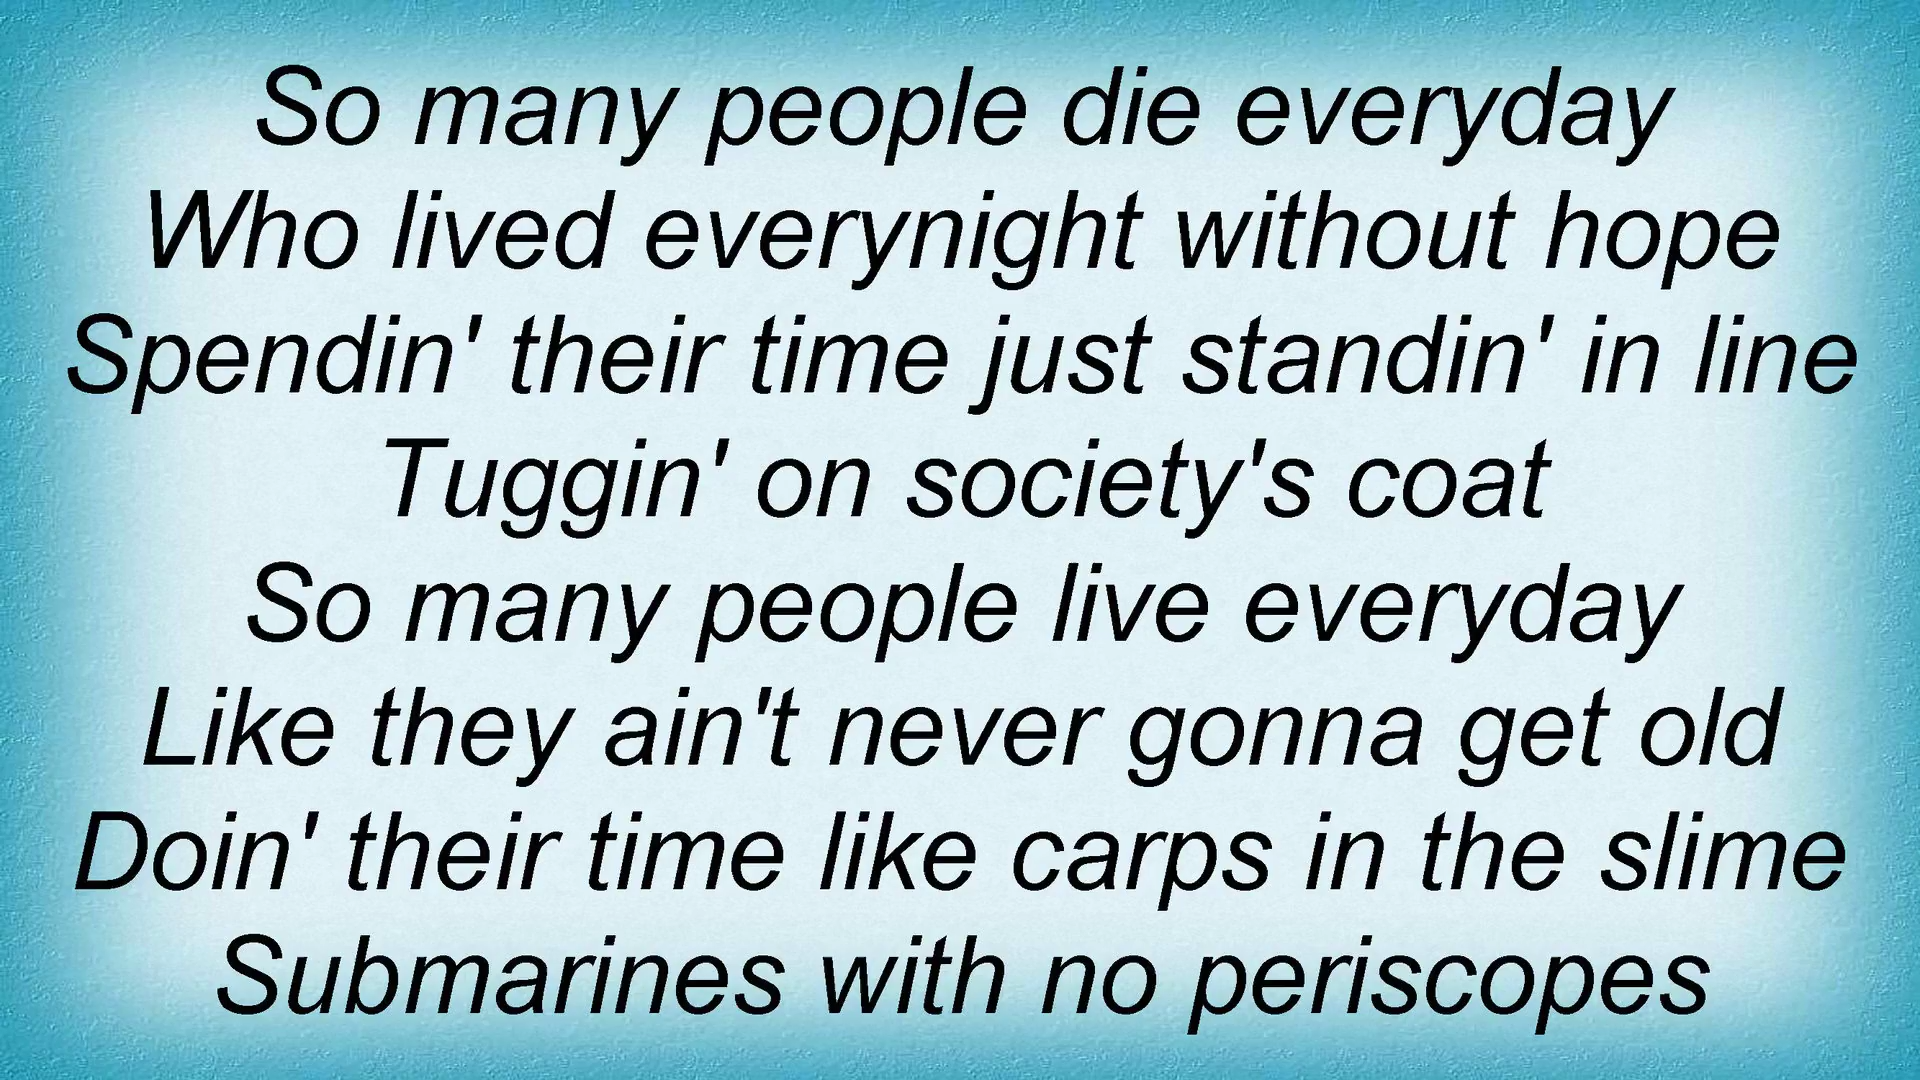 So many people die everyday
Who lived everynight without hope
Spendin' their time just standin' in line
Tuggin' on society's coat
So many people live everyday
Like they ain't never gonna get old
Doin' their time like carps in the slime
Submarines with no periscopes